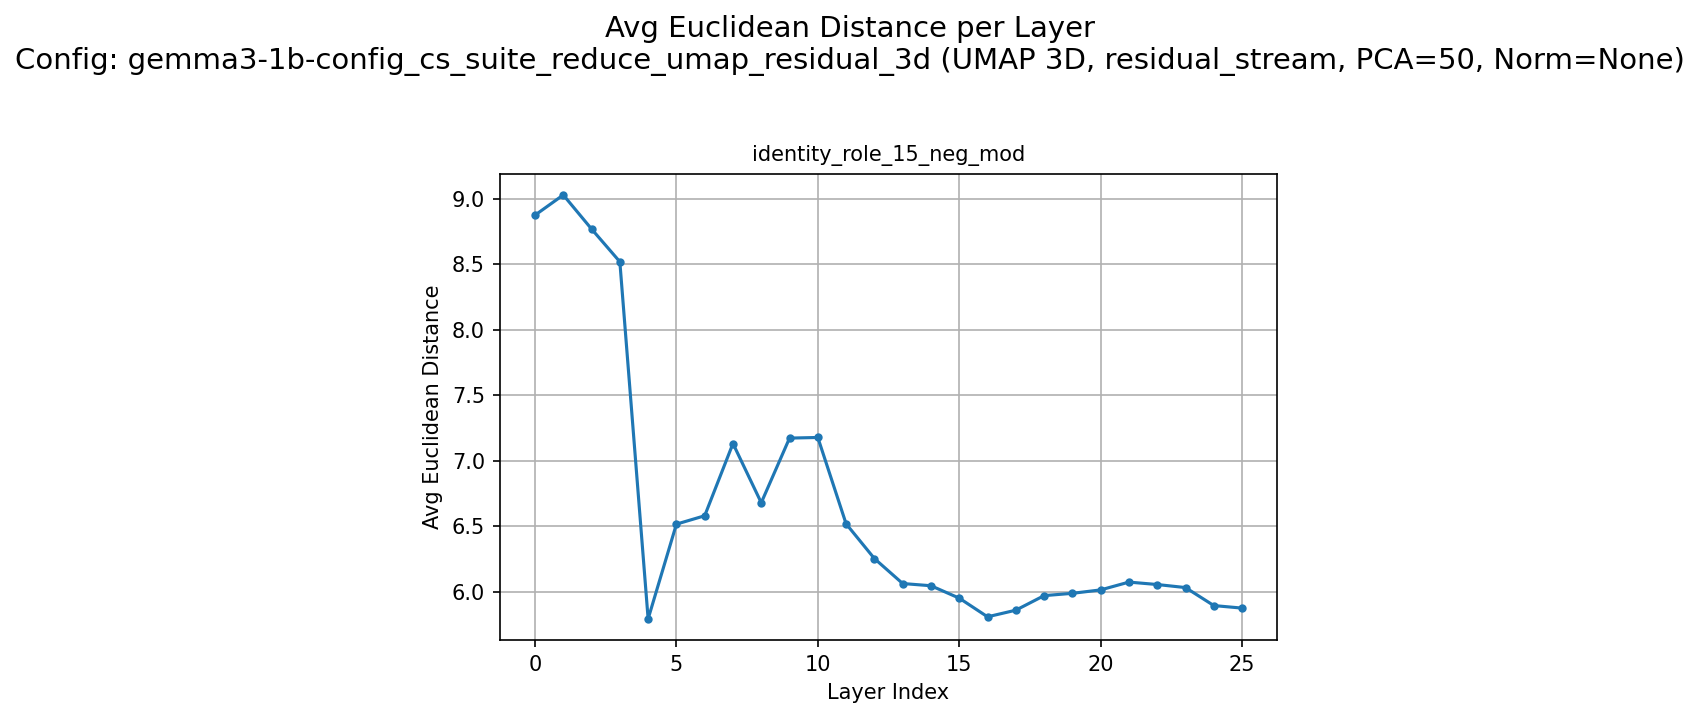 Avg Euclidean Distance per Layer
Config: gemma3-1b-config_cs_suite_reduce_umap_residual_3d (UMAP 3D, residual_stream, PCA=50, Norm=None)
identity_role_15_neg_mod
Avg Euclidean Distance
9.0
8.5
8.0
7.5
7.0
6.5
6.0
0 5 10 15 20 25
Layer Index